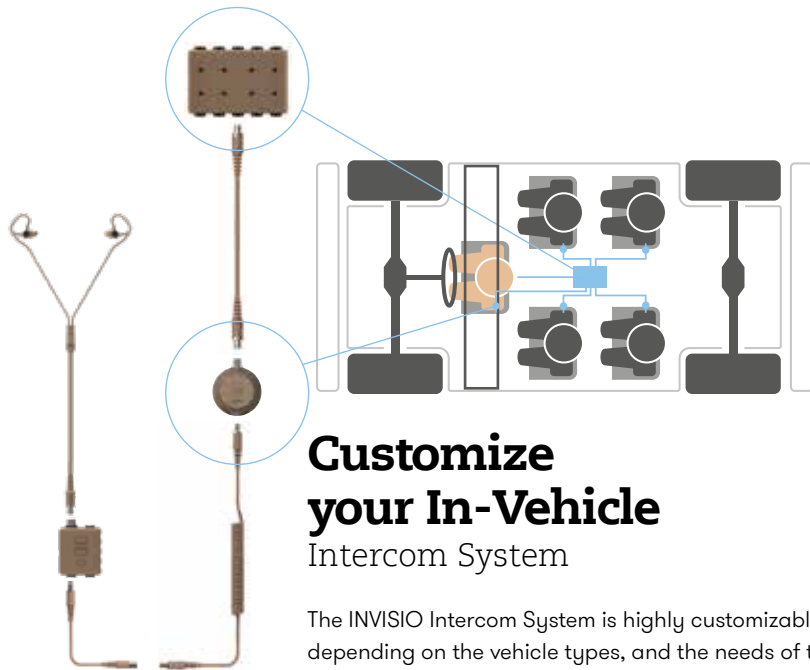 Customize
your In-Vehicle
Intercom System
The INVISIO Intercom System is highly customizabl
depending on the vehicle types, and the needs of t